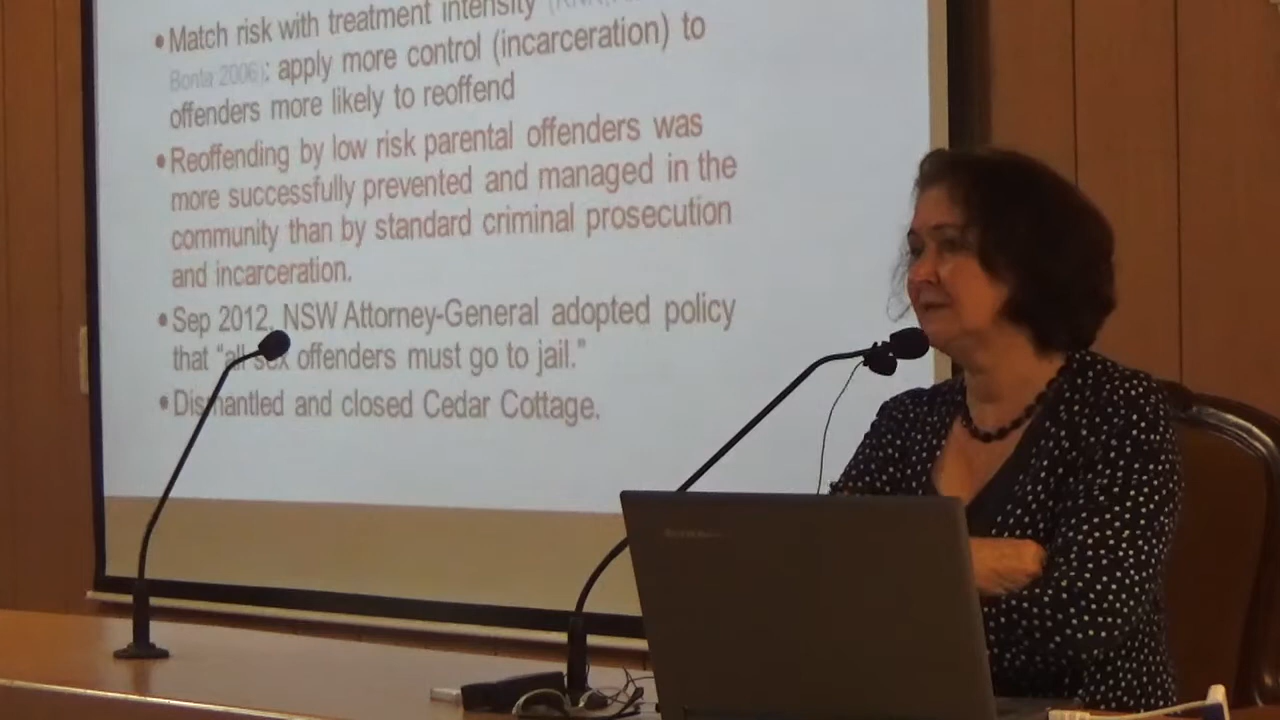 • Match risk with treatment intensity
Bonta 2006): apply more control (incarceration) to
offenders more likely to reoffend
• Reoffending by low risk parental offenders was
more successfully prevented and managed in the
community than by standard criminal prosecution
and incarceration.
• Sep 2012, NSW Attorney-General adopted policy
that “all sex offenders must go to jail.”
• Dismantled and closed Cedar Cottage.